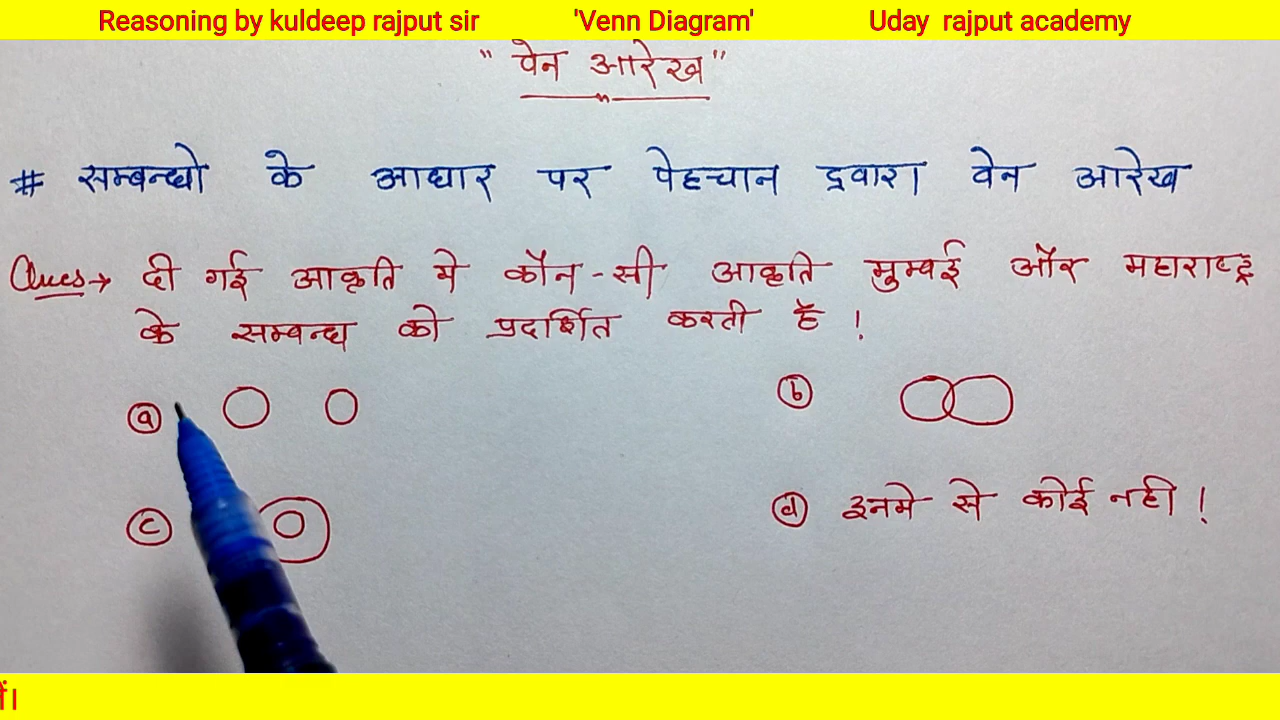 Reasoning by kuldeep rajput sir 'Venn Diagram' Uday rajput academy
"वेन आरेख"
# सम्बन्धो के आधार पर पेहचान द्वारा वेन आरेख
Ques→ दी गई आकृति मे कौन-सी आकृति मुम्बई और महाराष्ट्र
के सम्बन्ध को प्रदर्शित करती है !
(a) (b)
(c) (d) इनमे से कोई नही !